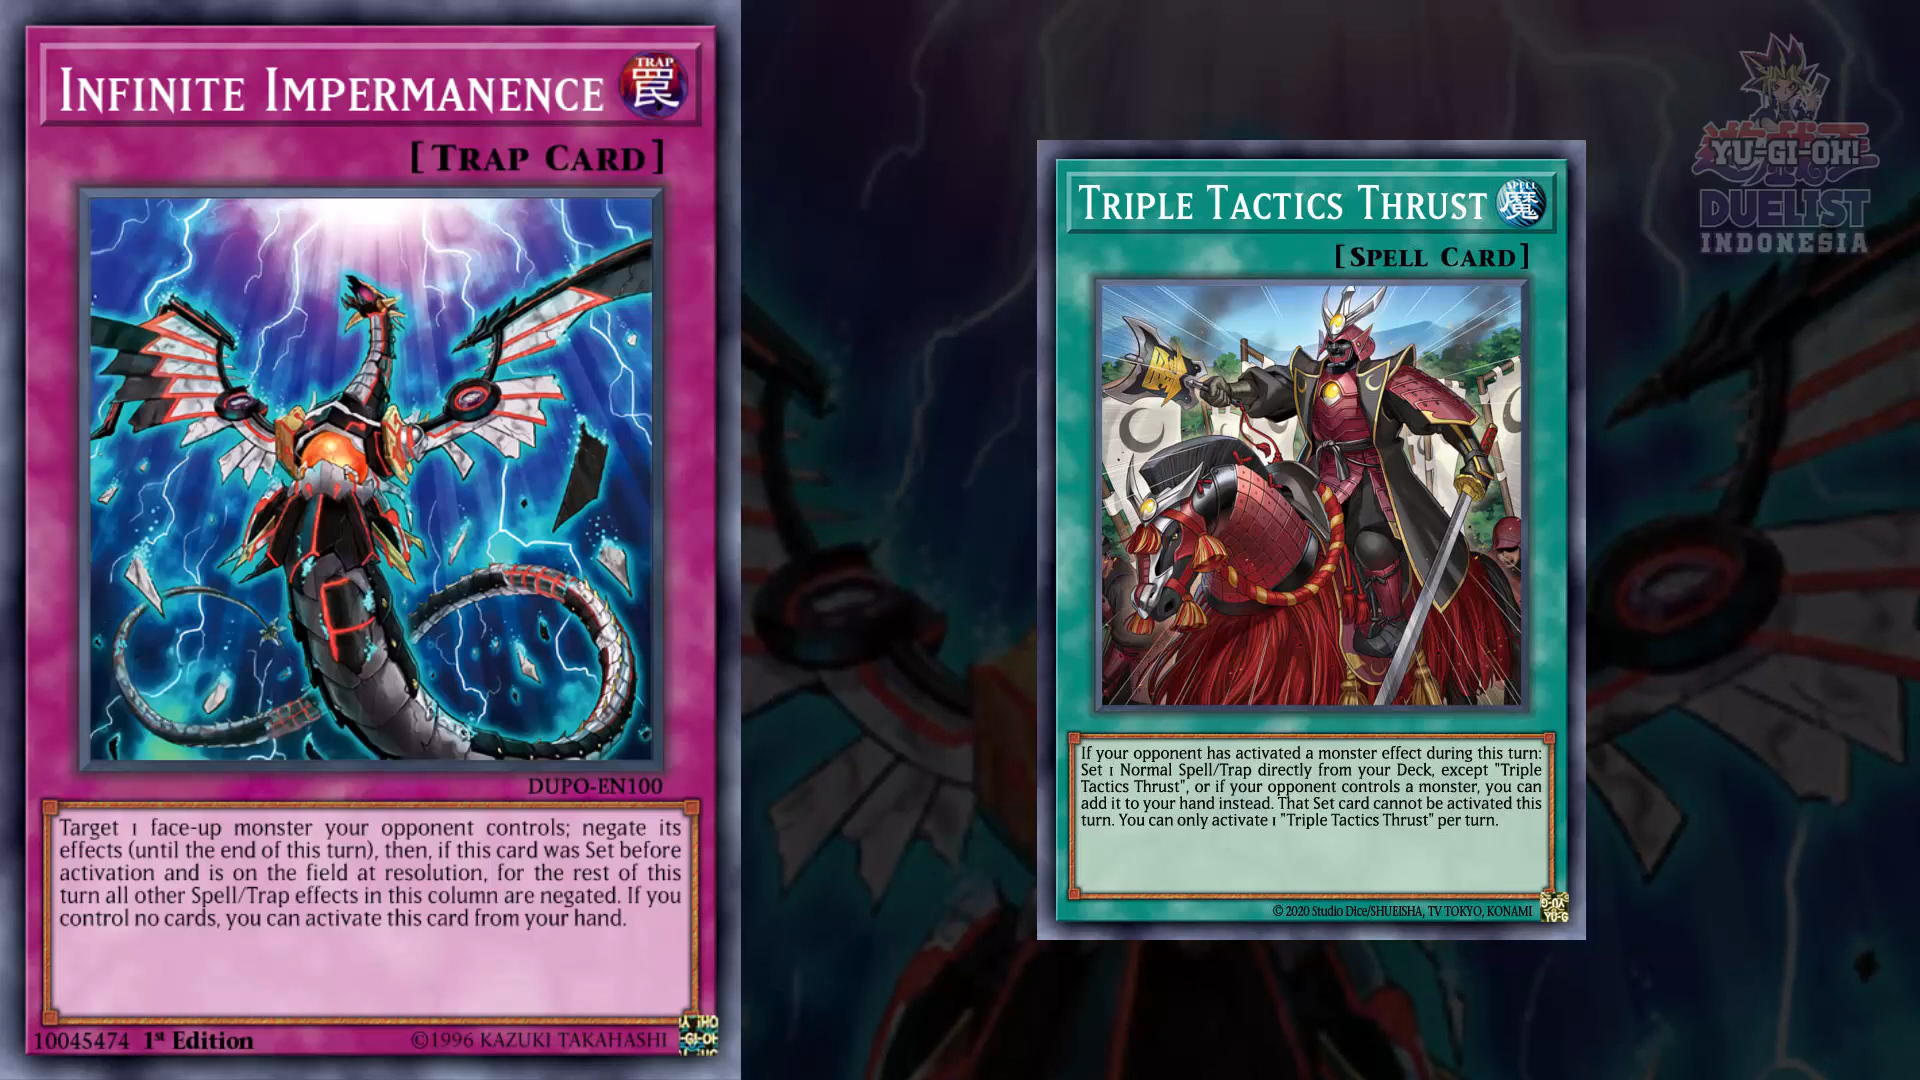 INFINITE IMPERMANENCE
TRAP
罠
[TRAP CARD]
DUPO-EN100
Target 1 face-up monster your opponent controls; negate its
effects (until the end of this turn), then, if this card was Set before
activation and is on the field at resolution, for the rest of this
turn all other Spell/Trap effects in this column are negated. If you
control no cards, you can activate this card from your hand.
10045474 1st Edition
©1996 KAZUKI TAKAHASHI
TRIPLE TACTICS THRUST
SPELL
魔
[SPELL CARD]
If your opponent has activated a monster effect during this turn:
Set 1 Normal Spell/Trap directly from your Deck, except "Triple
Tactics Thrust", or if your opponent controls a monster, you can
add it to your hand instead. That Set card cannot be activated this
turn. You can only activate 1 "Triple Tactics Thrust" per turn.
© 2020 Studio Dice/SHUEISHA, TV TOKYO, KONAMI
遊戯王
YU-GI-OH!
DUELIST
INDONESIA